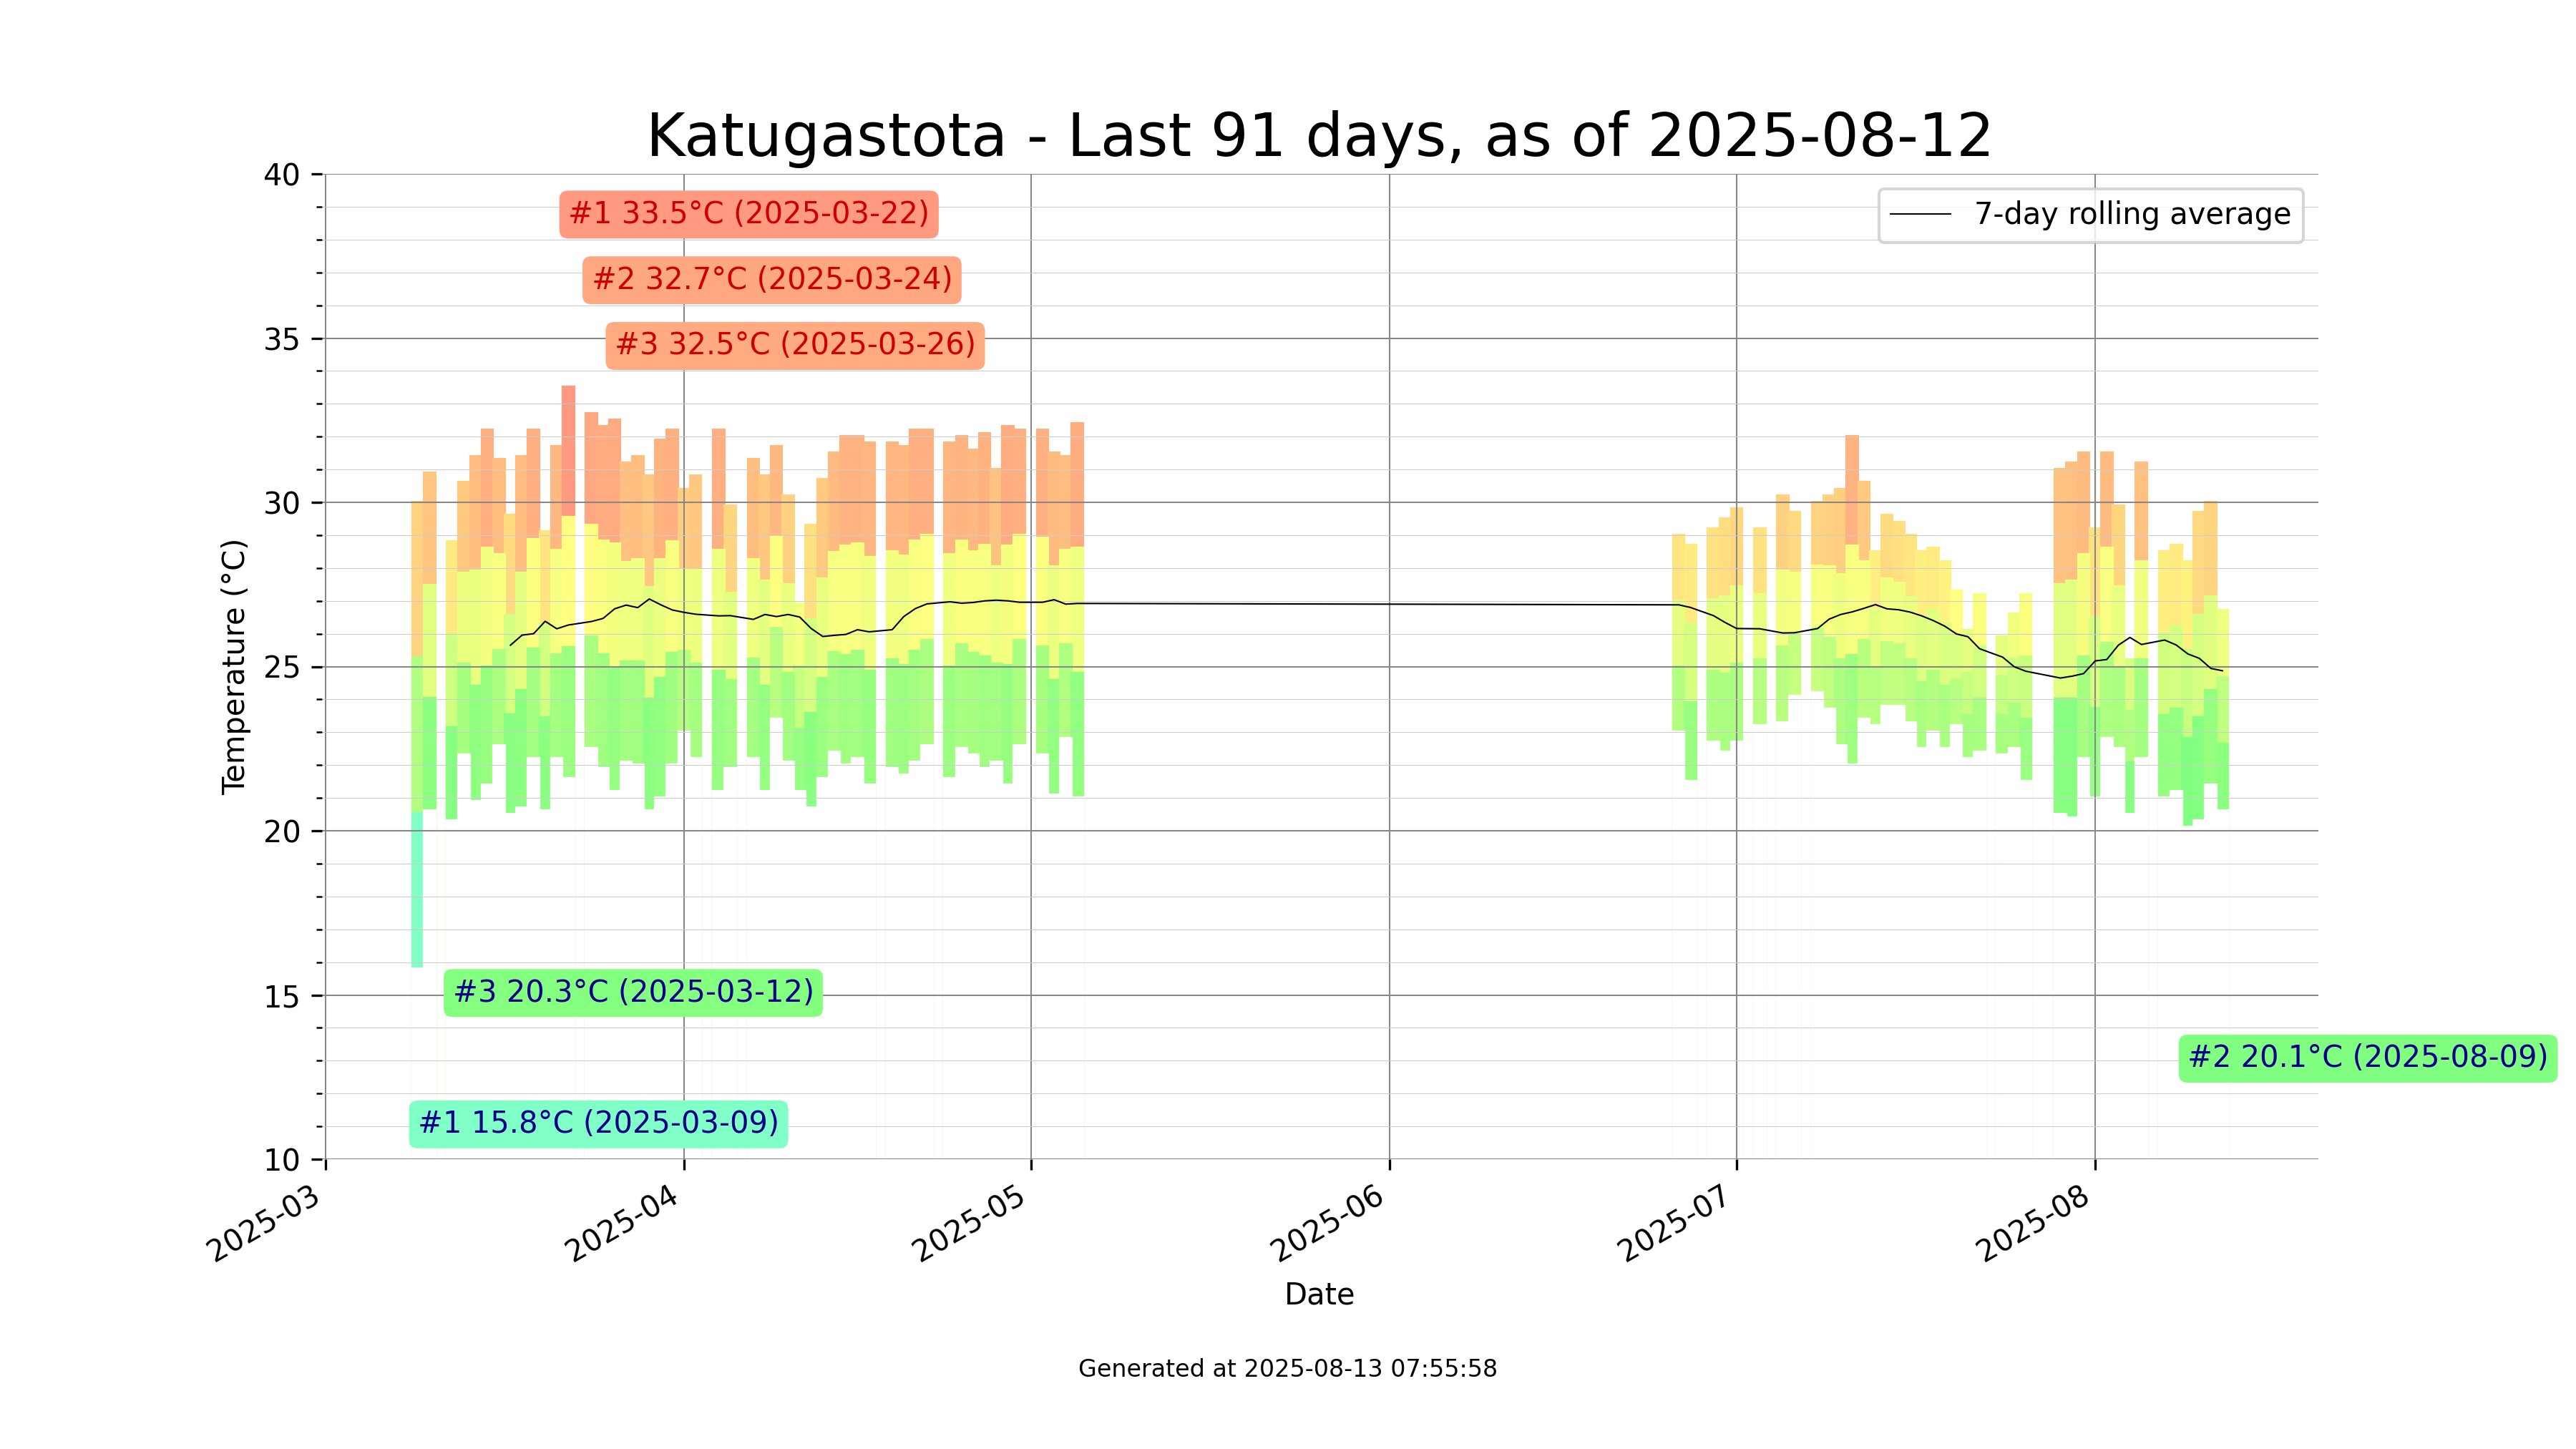 Katugastota - Last 91 days, as of 2025-08-12
40
35
30
25
20
15
10
Temperature (°C)
#1 33.5°C (2025-03-22)
#2 32.7°C (2025-03-24)
#3 32.5°C (2025-03-26)
7-day rolling average
#3 20.3°C (2025-03-12)
#2 20.1°C (2025-08-09)
#1 15.8°C (2025-03-09)
2025-03
2025-04
2025-05
2025-06
2025-07
2025-08
Date
Generated at 2025-08-13 07:55:58